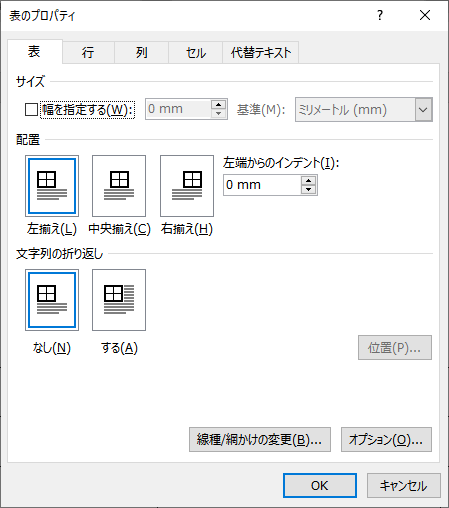 表のプロパティ ? ×
表 行 列 セル 代替テキスト
サイズ
幅を指定する(W): 0 mm 基準(M): ミリメートル (mm)
配置
左端からのインデント(I):
0 mm
左揃え(L) 中央揃え(C) 右揃え(H)
文字列の折り返し
なし(N) する(A) 位置(P)...
線種/網かけの変更(B)... オプション(O)...
OK キャンセル